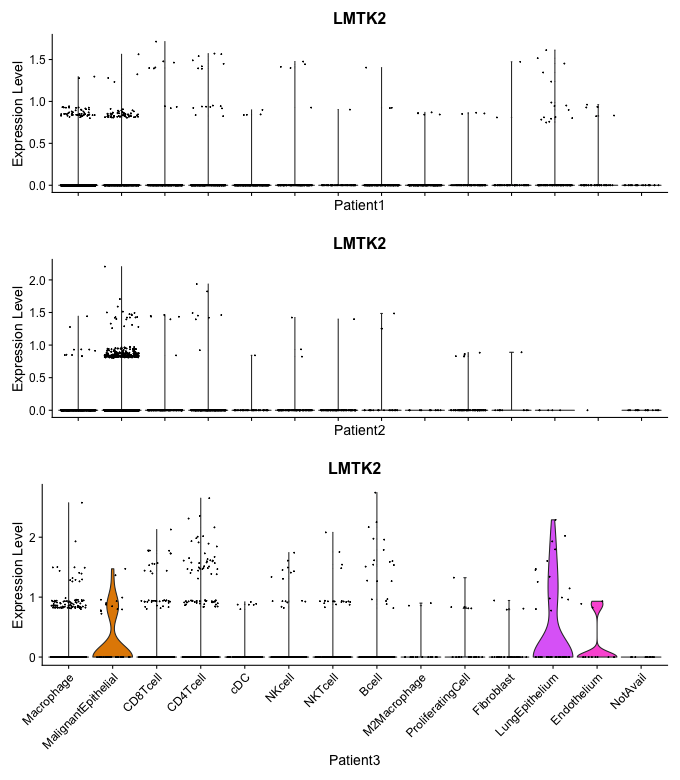 LMTK2
Expression Level
1.5
1.0
0.5
0.0
Patient1
LMTK2
Expression Level
2.0
1.5
1.0
0.5
0.0
Patient2
LMTK2
Expression Level
2
1
0
Macrophage
MalignantEpithelial
CD8Tcell
CD4Tcell
cDC
NKcell
NKTcell
Bcell
M2Macrophage
ProliferatingCell
Fibroblast
LungEpithelium
Endothelium
NotAvail
Patient3